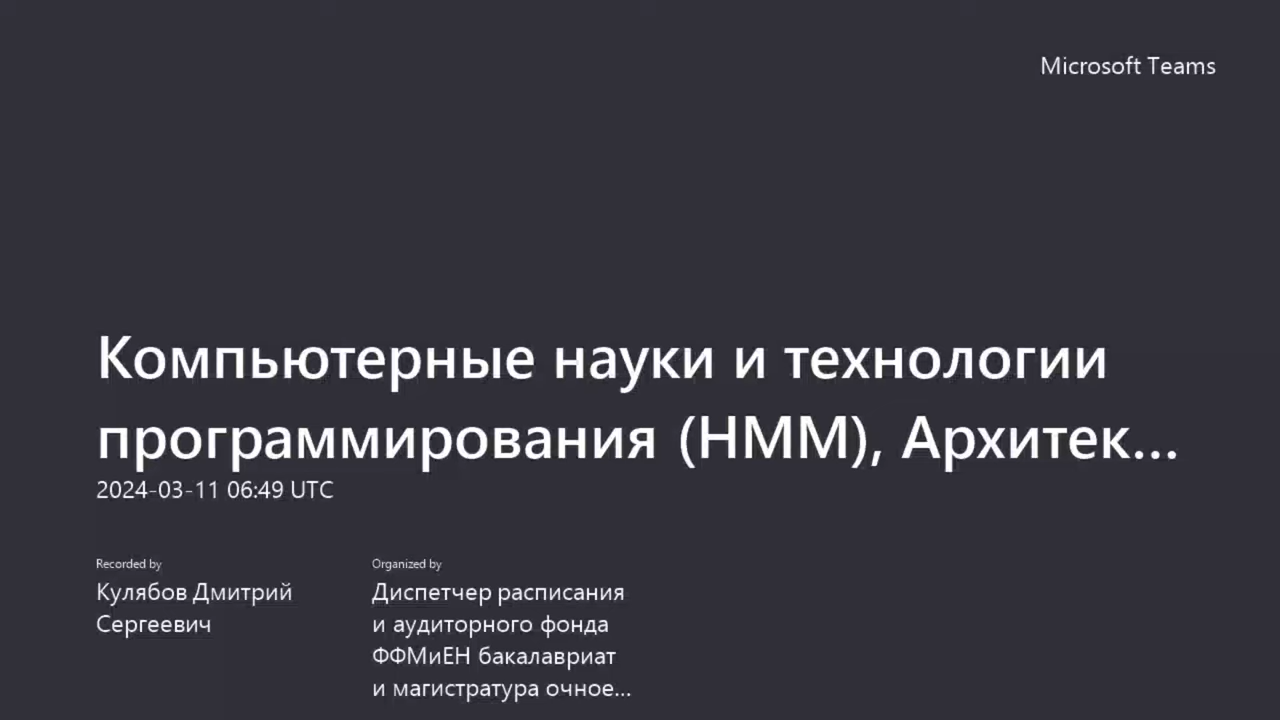 Microsoft Teams
Компьютерные науки и технологии
программирования (НММ), Архитек...
2024-03-11 06:49 UTC
Recorded by
Кулябов Дмитрий
Сергеевич
Organized by
Диспетчер расписания
и аудиторного фонда
ФФМиЕН бакалавриат
и магистратура очное...